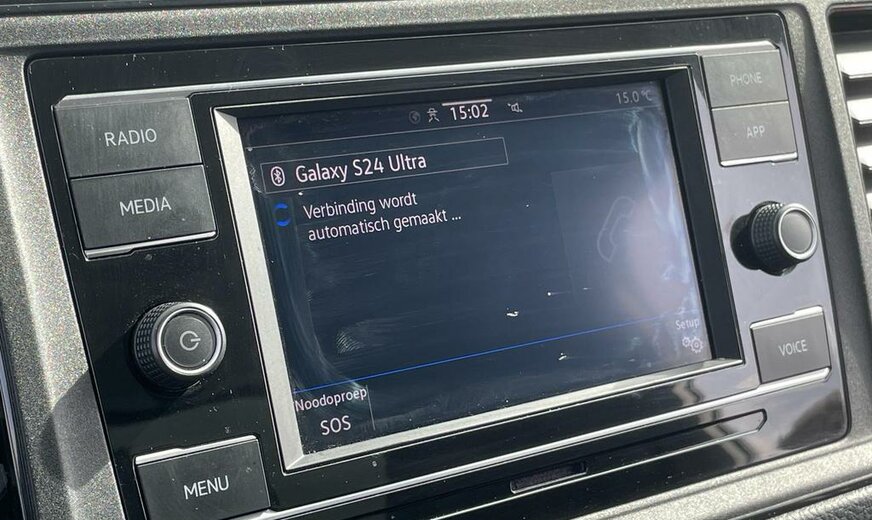 RADIO
MEDIA
MENU
15:02
15.0°C
Galaxy S24 Ultra
Verbinding wordt
automatisch gemaakt ...
Setup
Noodoproep
SOS
PHONE
APP
VOICE